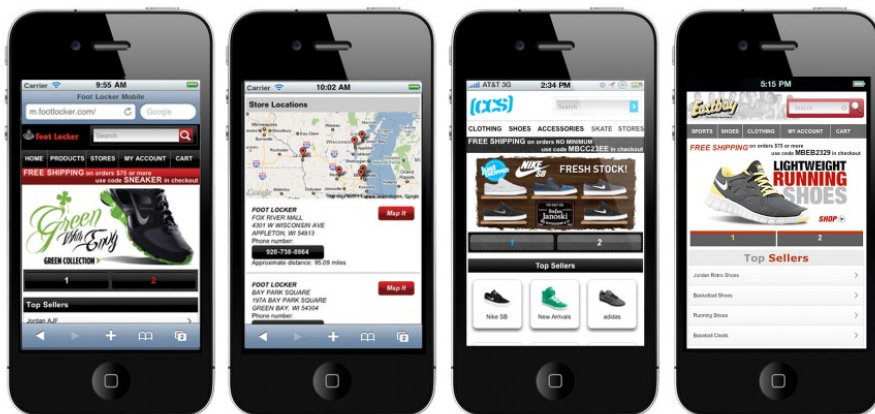 Carrier 9:55 AM
Foot Locker Mobile
m.footlocker.com/ Google
Foot Locker Search
HOME PRODUCTS STORES MY ACCOUNT CART
FREE SHIPPING on orders $75 or more
use code SNEAKER in checkout
Green
With Envy
GREEN COLLECTION
1 2
Top Sellers
Jordan AJF
Carrier 10:02 AM
Store Locations
Minneapolis
Wisconsin
Google
FOOT LOCKER
FOX RIVER MALL
4301 W WISCONSIN AVE
APPLETON, WI 54913
Phone number:
920-738-0864
Approximate distance: 95.09 miles
Map It
FOOT LOCKER
BAY PARK SQUARE
197A BAY PARK SQUARE
GREEN BAY, WI 54304
Phone number:
Map It
AT&T 3G 2:34 PM
(CCS) Search
CLOTHING SHOES ACCESSORIES SKATE STORES
FREE SHIPPING on orders NO MINIMUM
use code MBCC23EE in checkout
NIKE SB FRESH STOCK!
Stefan
Janoski
1 2
Top Sellers
Nike SB New Arrivals adidas
5:15 PM
Eastbay Search
SPORTS SHOES CLOTHING MY ACCOUNT CART
FREE SHIPPING on orders $75 or more
use code MBEB2329 in checkout
LIGHTWEIGHT
RUNNING
SHOES
SHOP
1 2
Top Sellers
Jordan Retro Shoes
Basketball Shoes
Running Shoes
Baseball Cleats